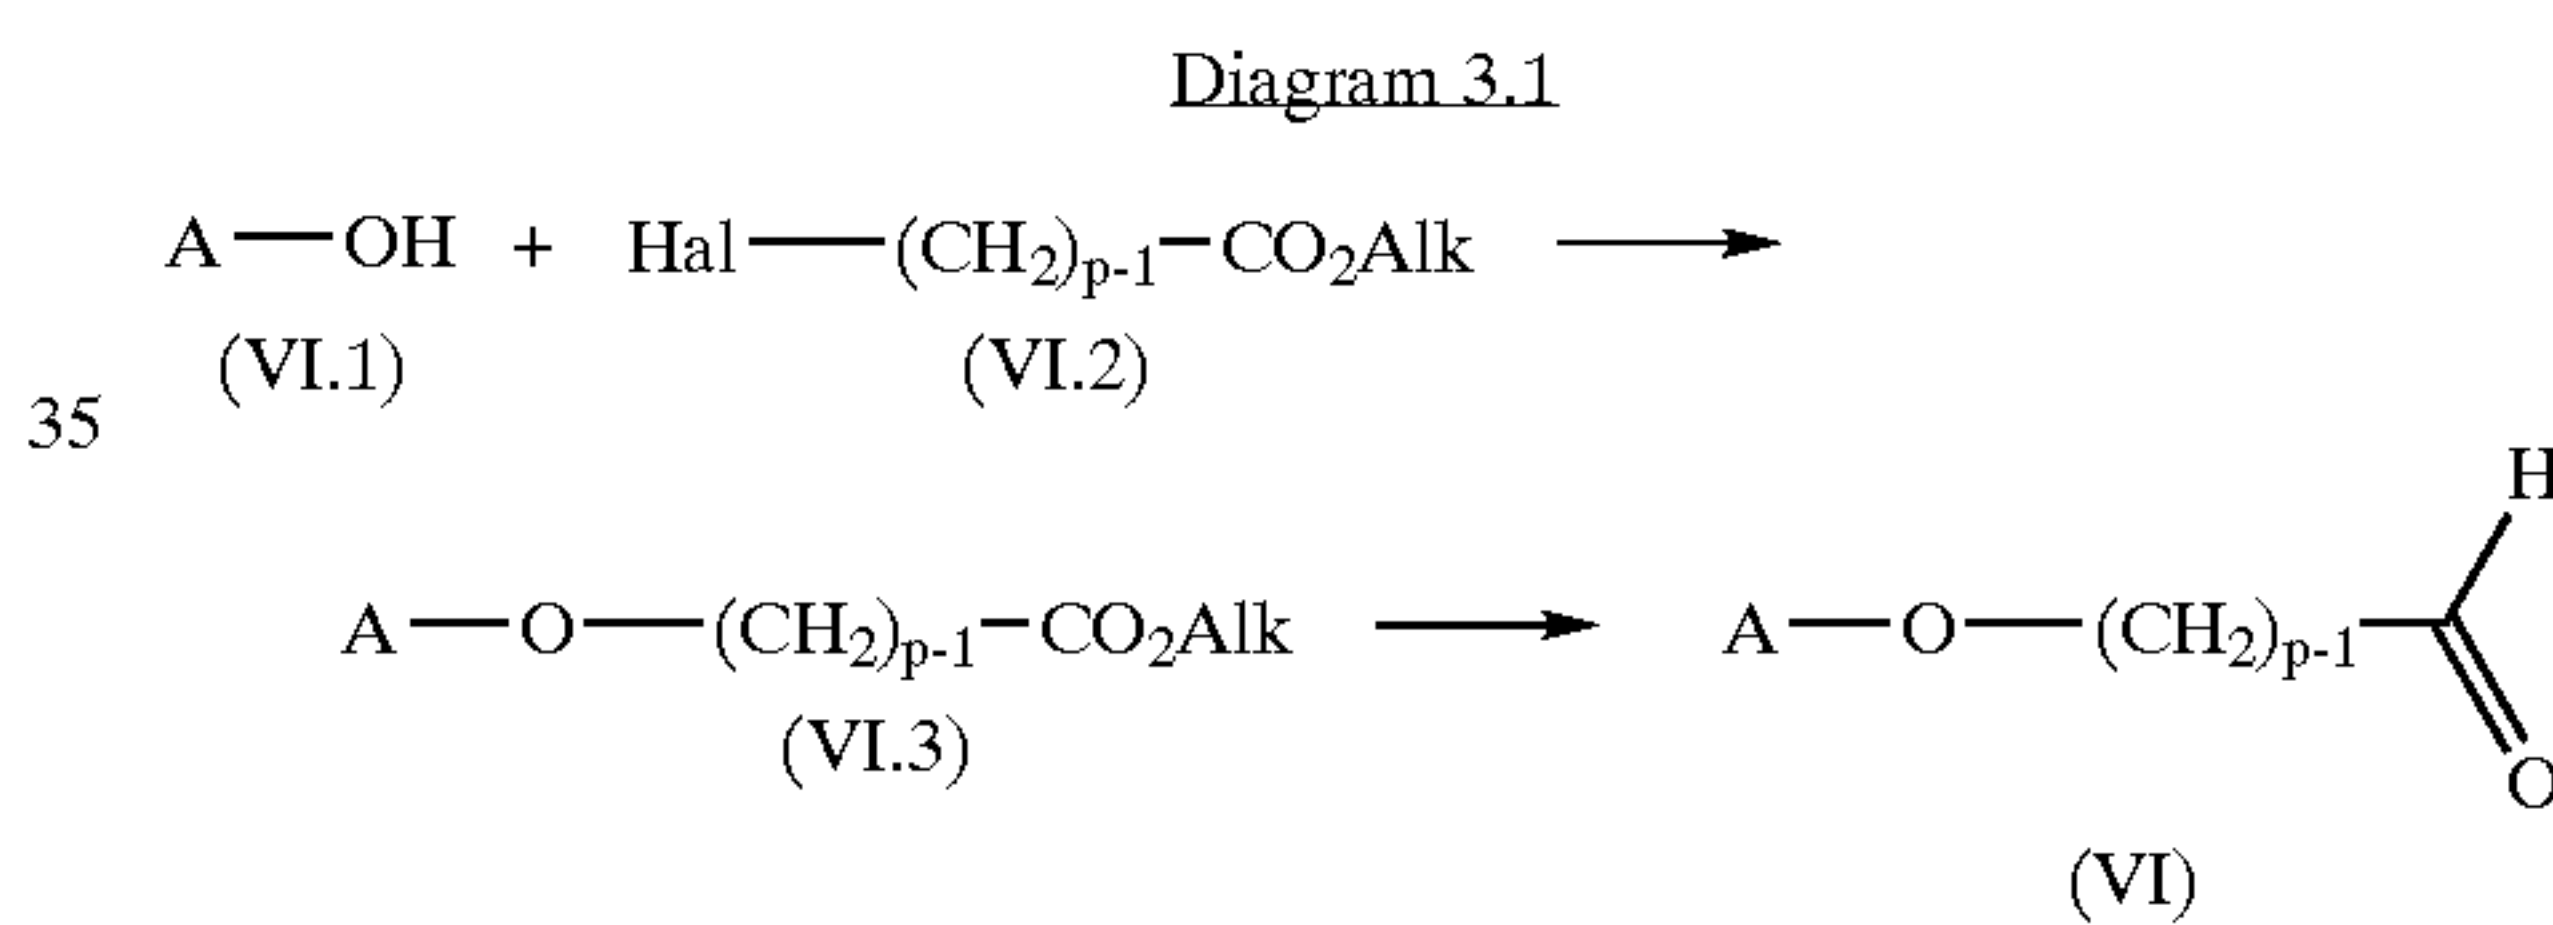 Diagram 3.1
A—OH + Hal—(CH2)p-1—CO2Alk
(VI.1) (VI.2)
35
H
A—O—(CH2)p-1—CO2Alk A—O—(CH2)p-1
(VI.3)
O
(VI)